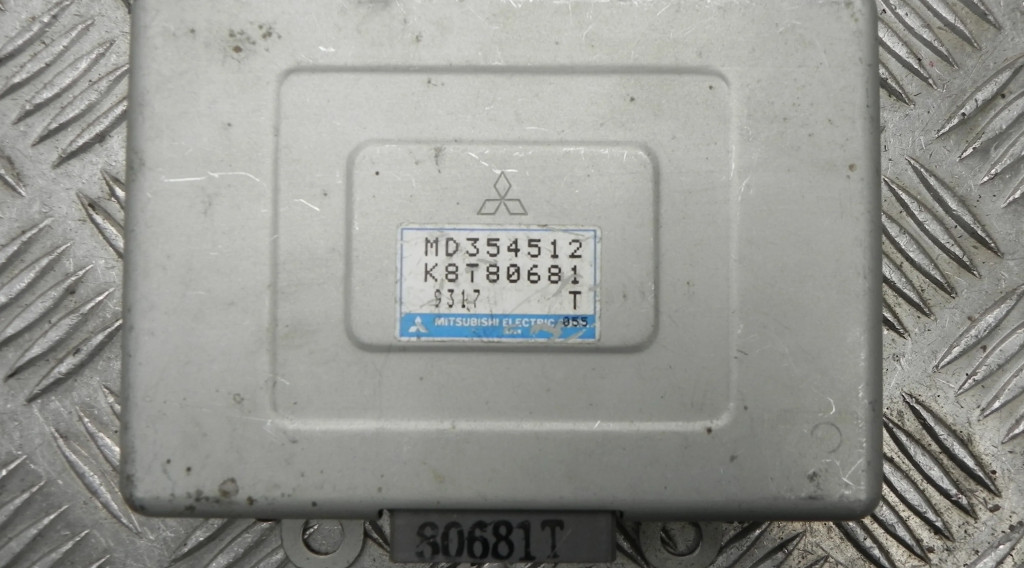 MD354512
K8T80681
9317 T
MITSUBISHI ELECTRIC 055
80681T